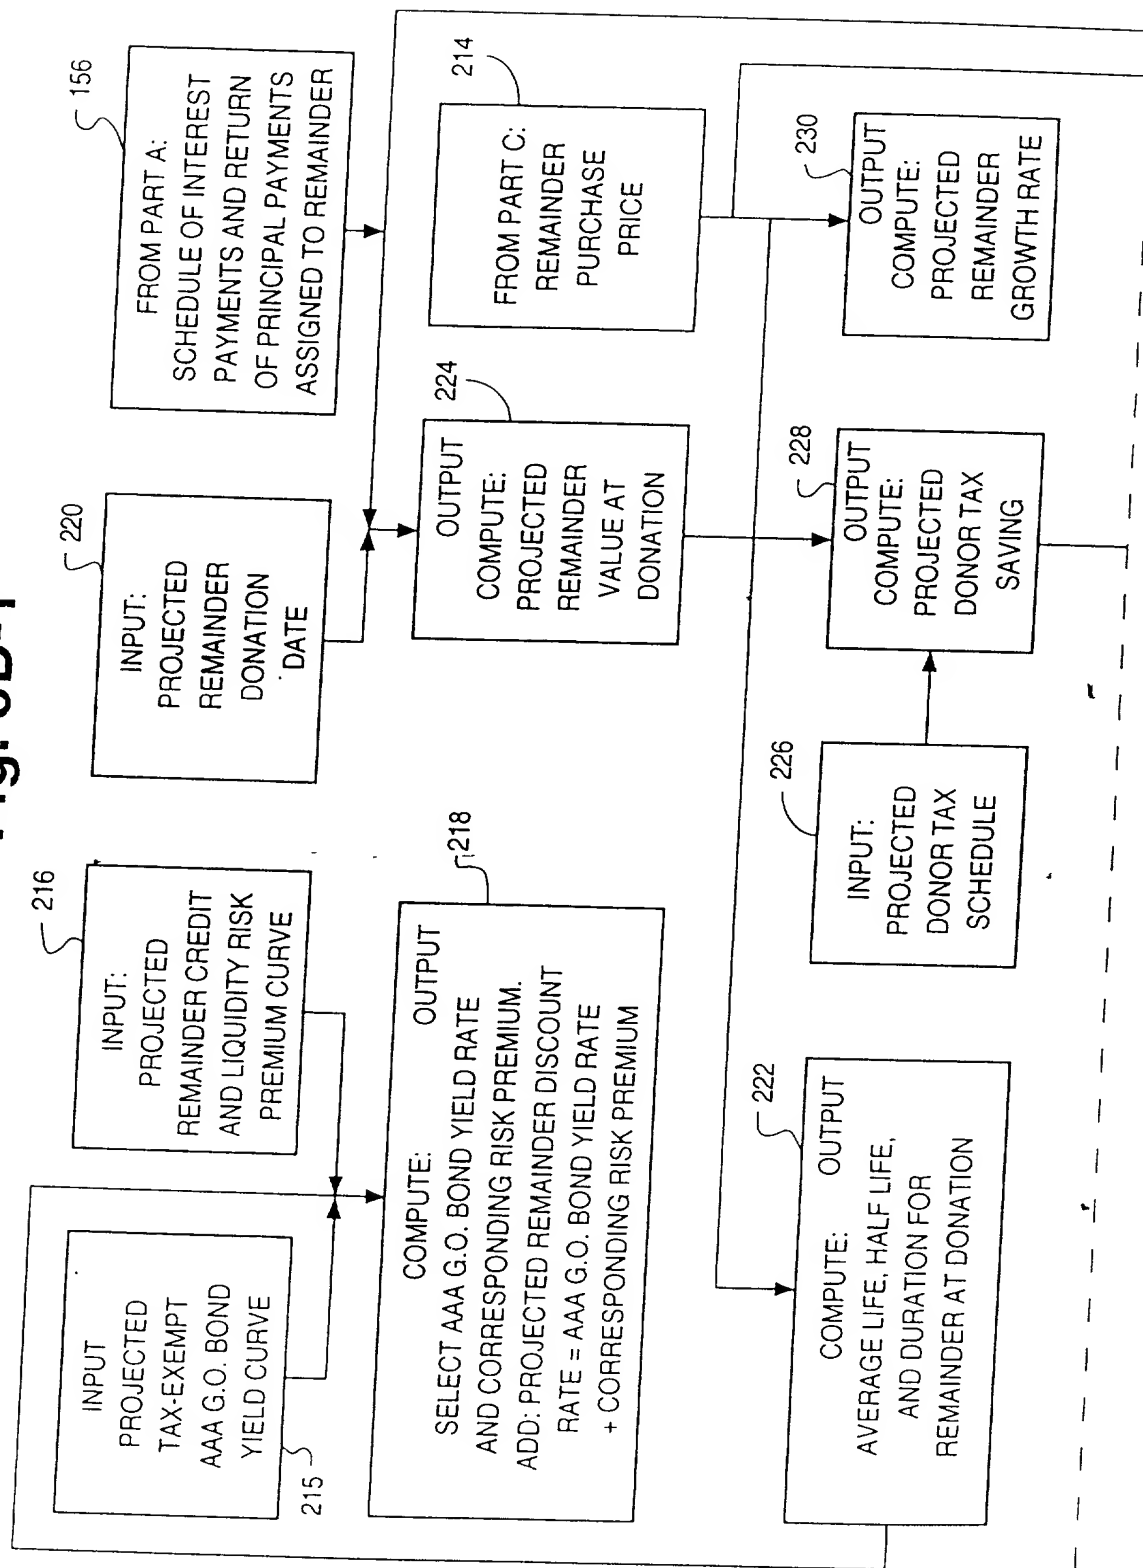 156
FROM PART A:
SCHEDULE OF INTEREST
PAYMENTS AND RETURN
OF PRINCIPAL PAYMENTS
ASSIGNED TO REMAINDER
220
INPUT:
PROJECTED
REMAINDER
DONATION
DATE
216
INPUT:
PROJECTED
REMAINDER CREDIT
AND LIQUIDITY RISK
PREMIUM CURVE
INPUT
PROJECTED
TAX-EXEMPT
AAA G.O. BOND
YIELD CURVE
215
214
FROM PART C:
REMAINDER
PURCHASE
PRICE
224
OUTPUT
COMPUTE:
PROJECTED
REMAINDER
VALUE AT
DONATION
218
COMPUTE: OUTPUT
SELECT AAA G.O. BOND YIELD RATE
AND CORRESPONDING RISK PREMIUM.
ADD: PROJECTED REMAINDER DISCOUNT
RATE = AAA G.O. BOND YIELD RATE
+ CORRESPONDING RISK PREMIUM
230
OUTPUT
COMPUTE:
PROJECTED
REMAINDER
GROWTH RATE
228
OUTPUT
COMPUTE:
PROJECTED
DONOR TAX
SAVING
226
INPUT:
PROJECTED
DONOR TAX
SCHEDULE
222
COMPUTE: OUTPUT
AVERAGE LIFE, HALF LIFE,
AND DURATION FOR
REMAINDER AT DONATION